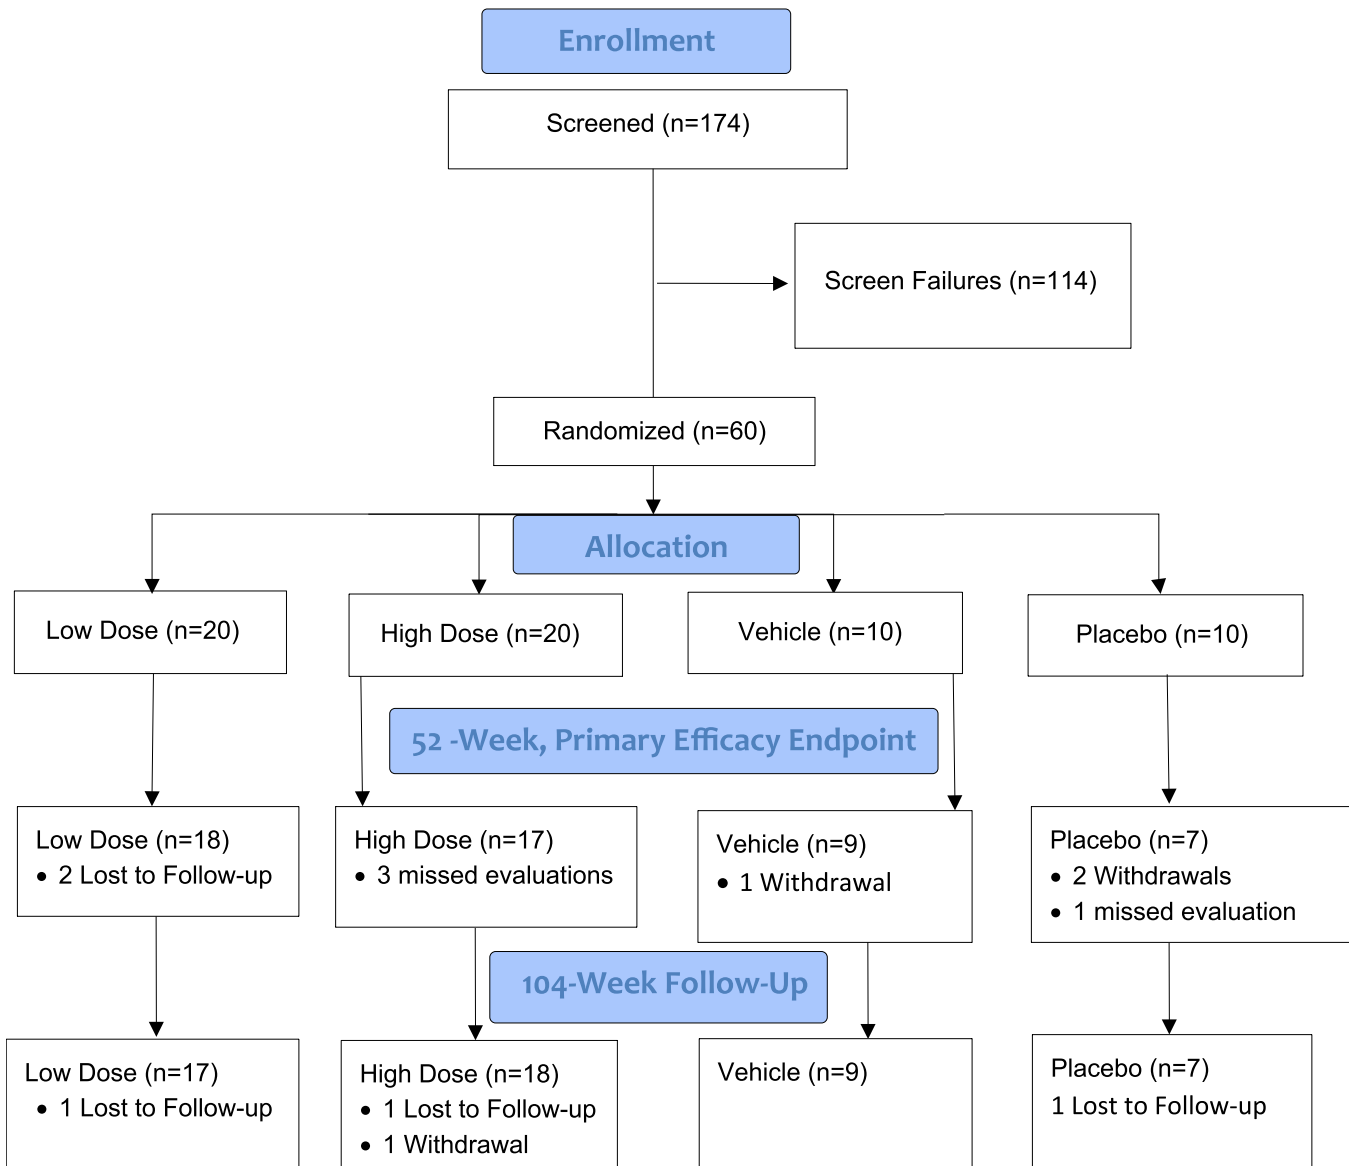 Enrollment
Screened (n=174)
Screen Failures (n=114)
Randomized (n=60)
Allocation
Low Dose (n=20)
High Dose (n=20)
Vehicle (n=10)
Placebo (n=10)
52 -Week, Primary Efficacy Endpoint
Low Dose (n=18)
• 2 Lost to Follow-up
High Dose (n=17)
• 3 missed evaluations
Vehicle (n=9)
• 1 Withdrawal
Placebo (n=7)
• 2 Withdrawals
• 1 missed evaluation
104-Week Follow-Up
Low Dose (n=17)
• 1 Lost to Follow-up
High Dose (n=18)
• 1 Lost to Follow-up
• 1 Withdrawal
Vehicle (n=9)
Placebo (n=7)
1 Lost to Follow-up